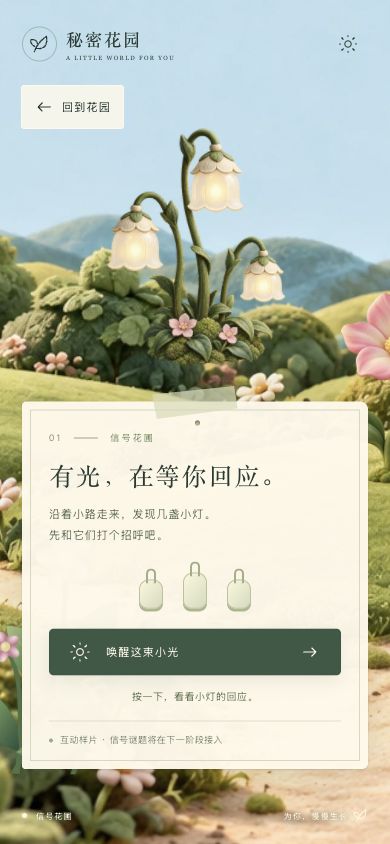 秘密花园
A LITTLE WORLD FOR YOU
← 回到花园
01 —— 信号花圃
有光，在等你回应。
沿着小路走来，发现几盏小灯。
先和它们打个招呼吧。
唤醒这束小光 →
按一下，看看小灯的回应。
互动样片 · 信号谜题将在下一阶段接入
信号花圃
为你，慢慢生长